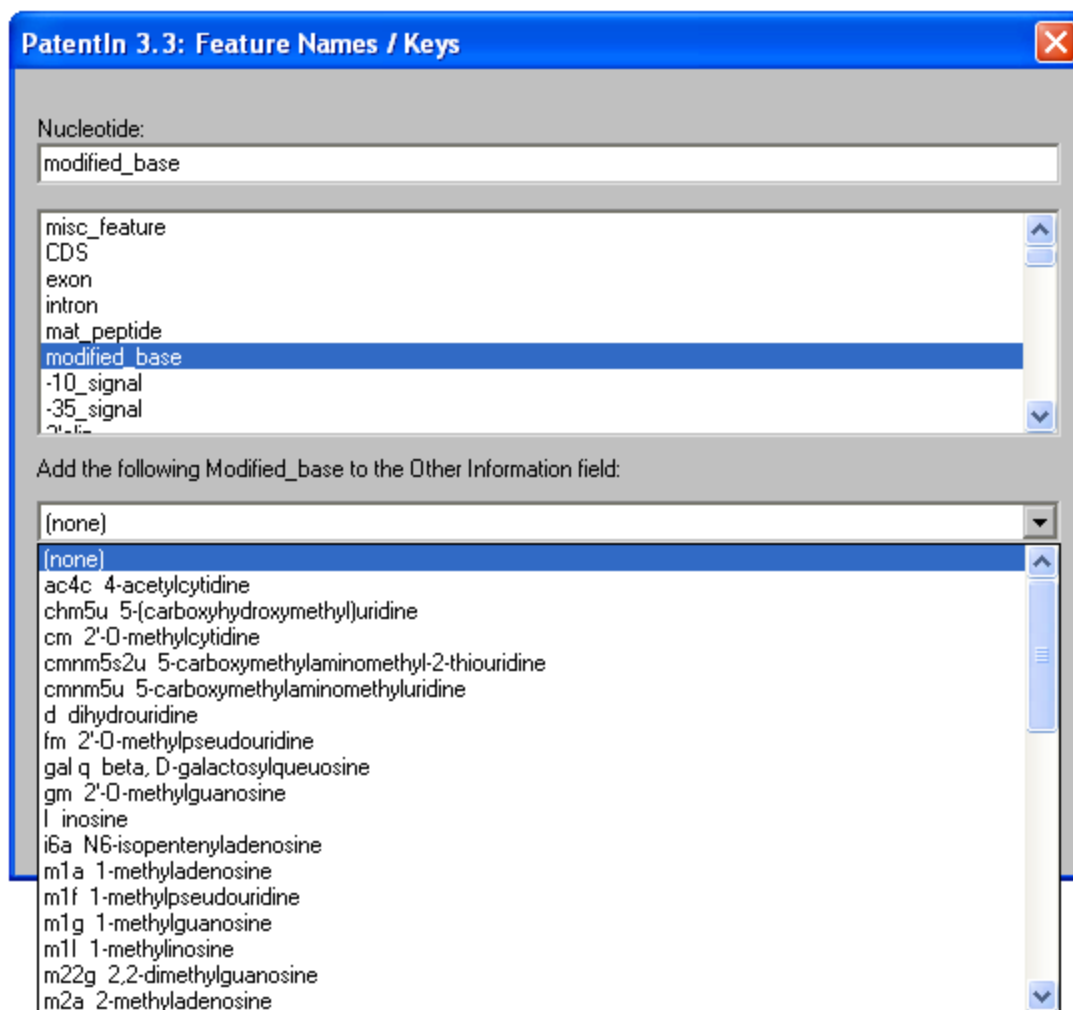 PatentIn 3.3: Feature Names / Keys
Nucleotide:
modified_base
misc_feature
CDS
exon
intron
mat_peptide
modified_base
-10_signal
-35_signal
Add the following Modified_base to the Other Information field:
(none)
(none)
ac4c 4-acetylcytidine
chm5u 5-(carboxyhydroxymethyl)uridine
cm 2'-O-methylcytidine
cmnm5s2u 5-carboxymethylaminomethyl-2-thiouridine
cmnm5u 5-carboxymethylaminomethyluridine
d dihydrouridine
fm 2'-O-methylpseudouridine
gal q beta, D-galactosylqueuosine
gm 2'-O-methylguanosine
I inosine
i6a N6-isopentenyladenosine
m1a 1-methyladenosine
m1f 1-methylpseudouridine
m1g 1-methylguanosine
m1I 1-methylinosine
m22g 2,2-dimethylguanosine
m2a 2-methyladenosine